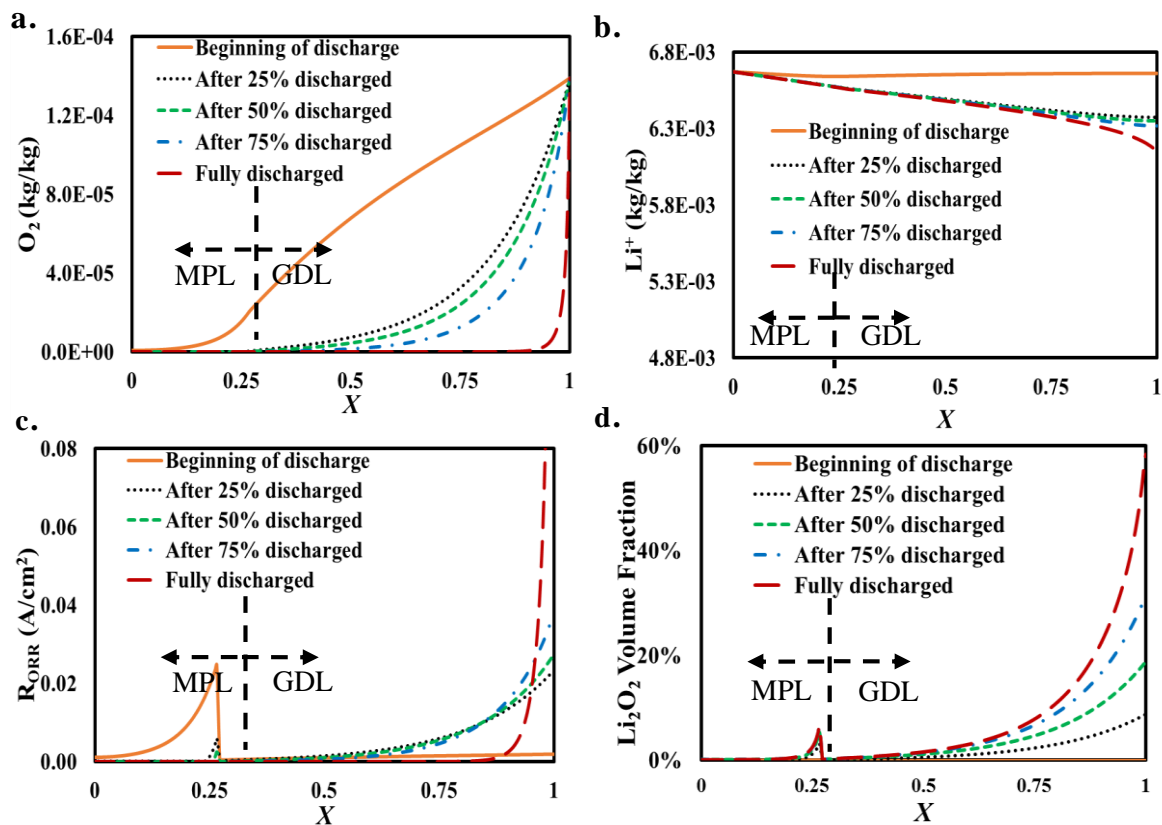 a.
O₂ (kg/kg)
1.6E-04
1.2E-04
8.0E-05
4.0E-05
0.0E+00
Beginning of discharge
After 25% discharged
After 50% discharged
After 75% discharged
Fully discharged
MPL
GDL
0
0.25
0.5
0.75
1
X
b.
Li⁺ (kg/kg)
6.8E-03
6.3E-03
5.8E-03
5.3E-03
4.8E-03
Beginning of discharge
After 25% discharged
After 50% discharged
After 75% discharged
Fully discharged
MPL
GDL
0
0.25
0.5
0.75
1
X
c.
R_ORR (A/cm²)
0.08
0.06
0.04
0.02
0.00
Beginning of discharge
After 25% discharged
After 50% discharged
After 75% discharged
Fully discharged
MPL
GDL
0
0.25
0.5
0.75
1
X
d.
Li₂O₂ Volume Fraction
60%
40%
20%
0%
Beginning of discharge
After 25% discharged
After 50% discharged
After 75% discharged
Fully discharged
MPL
GDL
0
0.25
0.5
0.75
1
X